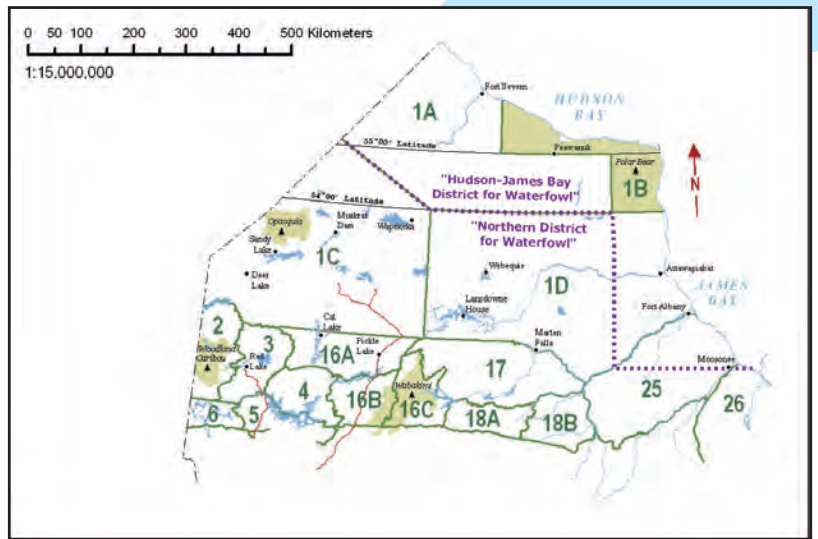 0 50 100 200 300 400 500 Kilometers
1:15,000,000
Fort Severn
HUDSON
BAY
1A
55°00' Latitude
Peawanuk
Polar Bear
1B
N
"Hudson-James Bay
District for Waterfowl"
54°00' Latitude
Opasquia
Muskrat
Dam
Wapekeka
"Northern District
for Waterfowl"
Sandy
Lake
1C
Deer
Lake
Webequie
1D
Attawapiskat
JAMES
BAY
Lansdowne
House
Fort Albany
2
3
Cat
Lake
16A
Pickle
Lake
Marten
Falls
Woodland
Caribou
Red
Lake
17
Moosonee
4
16B
Wabakimi
16C
25
26
6
5
18A
18B